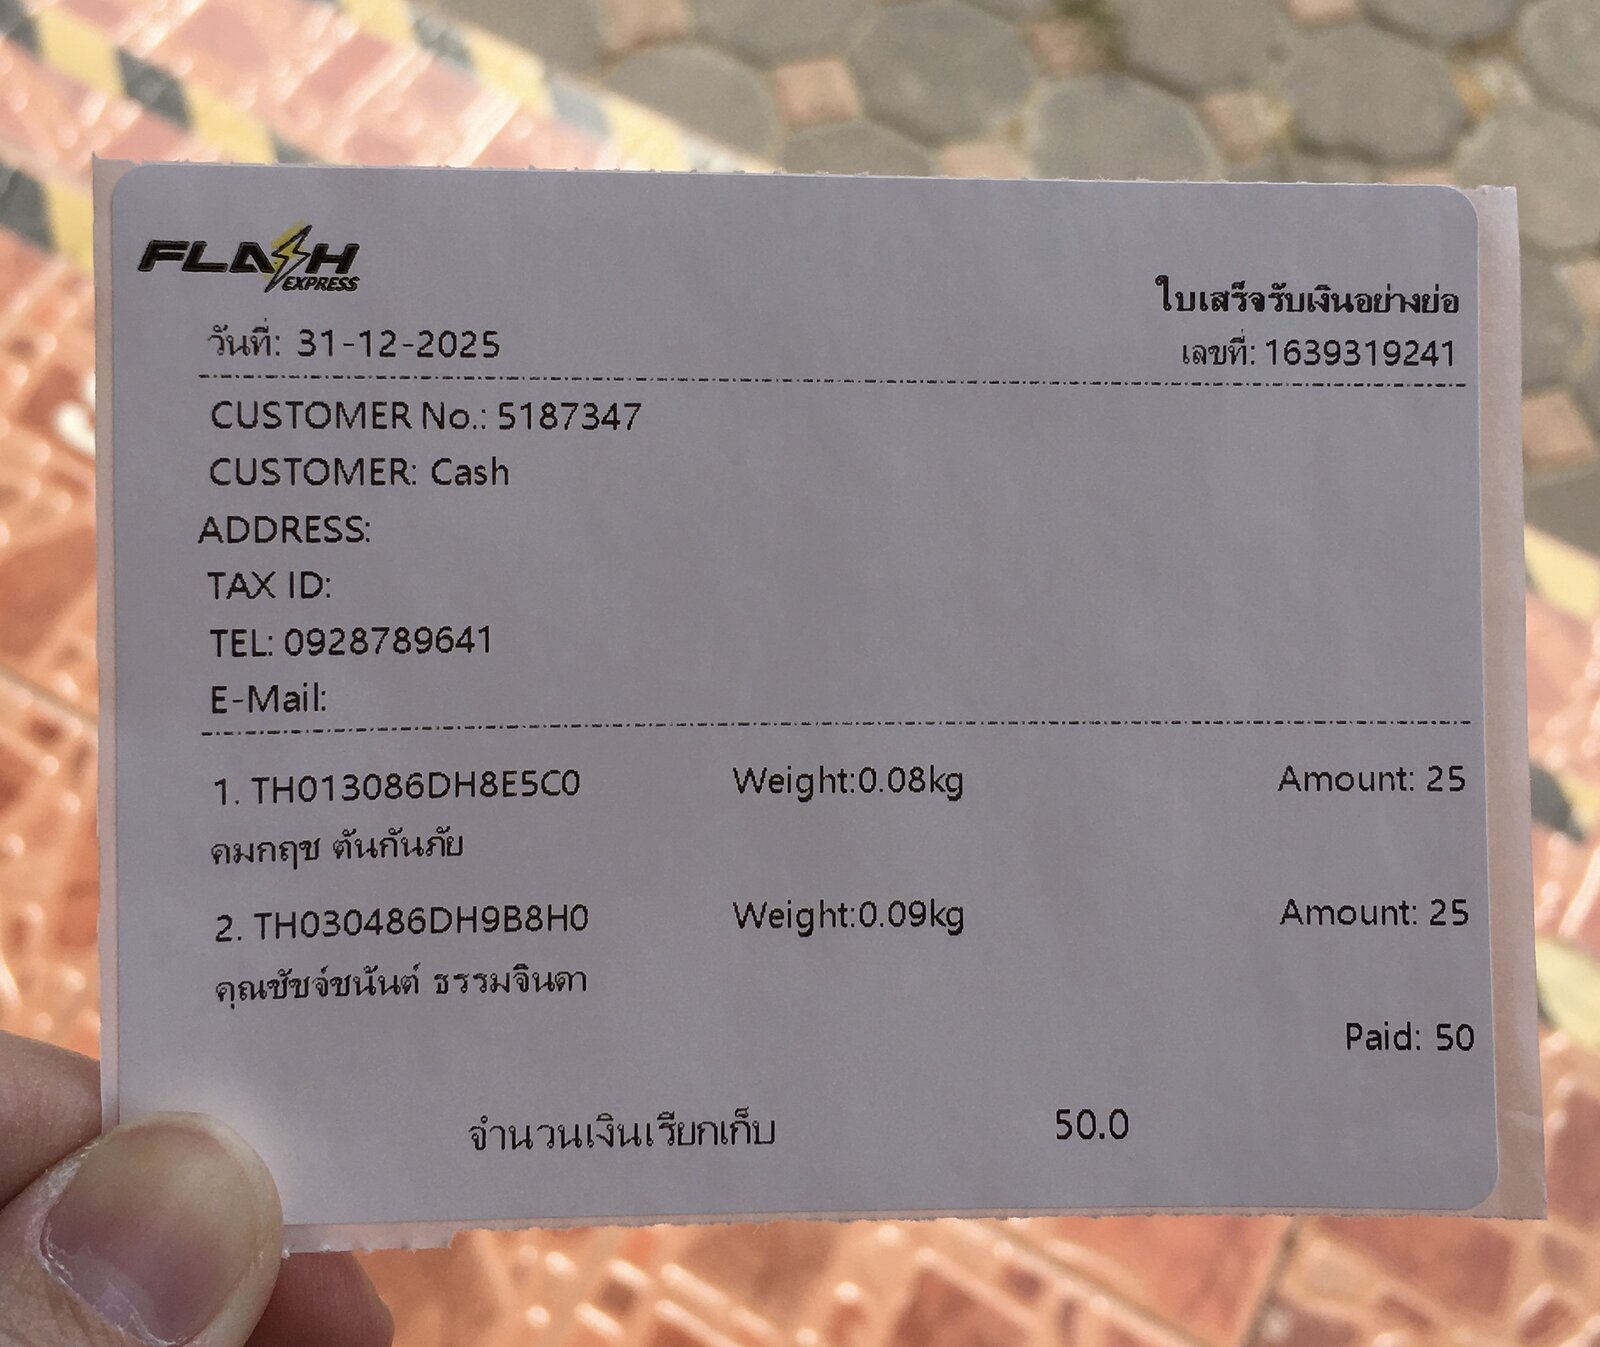 FLASH
EXPRESS
ใบเสร็จรับเงินอย่างย่อ
วันที่: 31-12-2025
เลขที่: 1639319241
CUSTOMER No.: 5187347
CUSTOMER: Cash
ADDRESS:
TAX ID:
TEL: 0928789641
E-Mail:
1. TH013086DH8E5C0 Weight:0.08kg Amount: 25
คมกฤช ตันกันภัย
2. TH030486DH9B8H0 Weight:0.09kg Amount: 25
คุณชัชจ์ชนันต์ ธรรมจินดา
Paid: 50
จำนวนเงินเรียกเก็บ 50.0